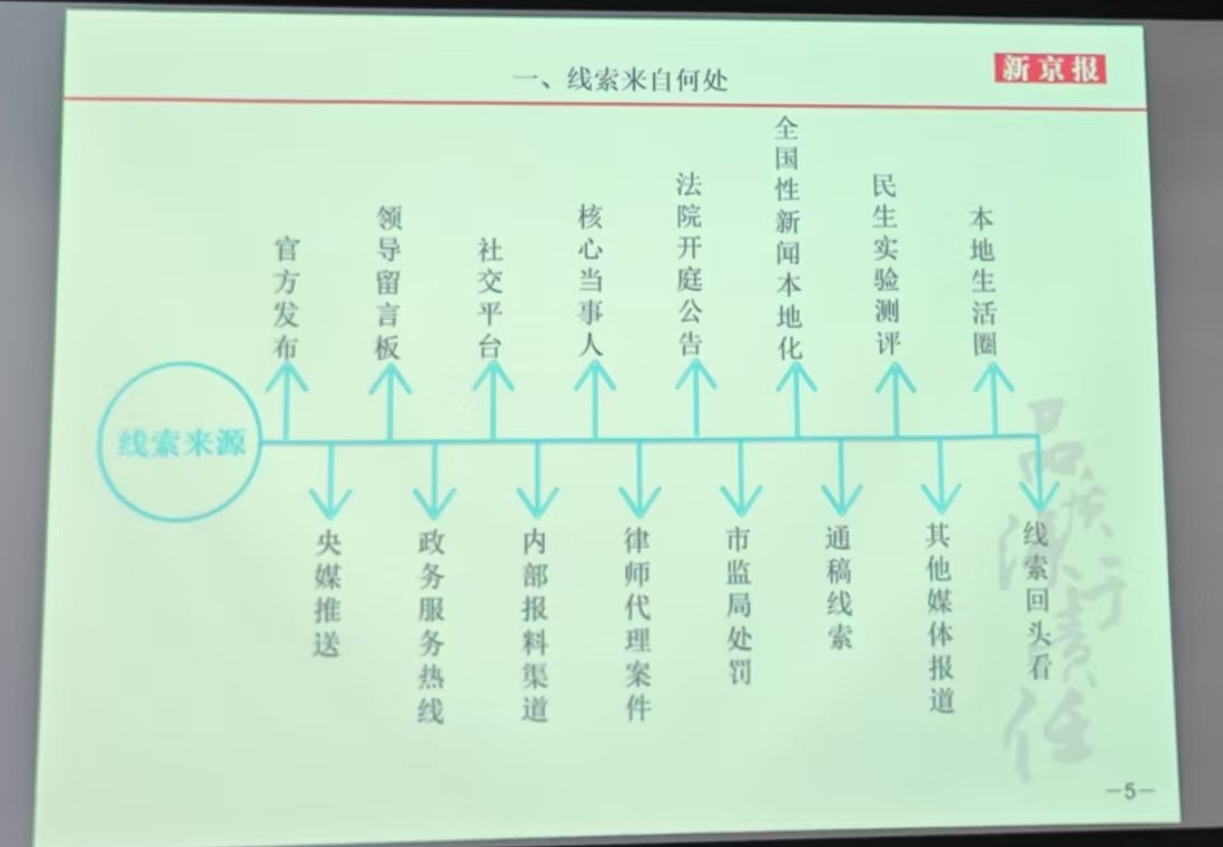 一、线索来自何处
新京报
官方发布
领导留言板
社交平台
核心当事人
法院开庭公告
全国性新闻本地化
民生实验测评
本地生活圈
线索来源
央媒推送
政务服务热线
内部报料渠道
律师代理案件
市监局处罚
通稿线索
其他媒体报道
线索回头看
品质源于责任
—5—